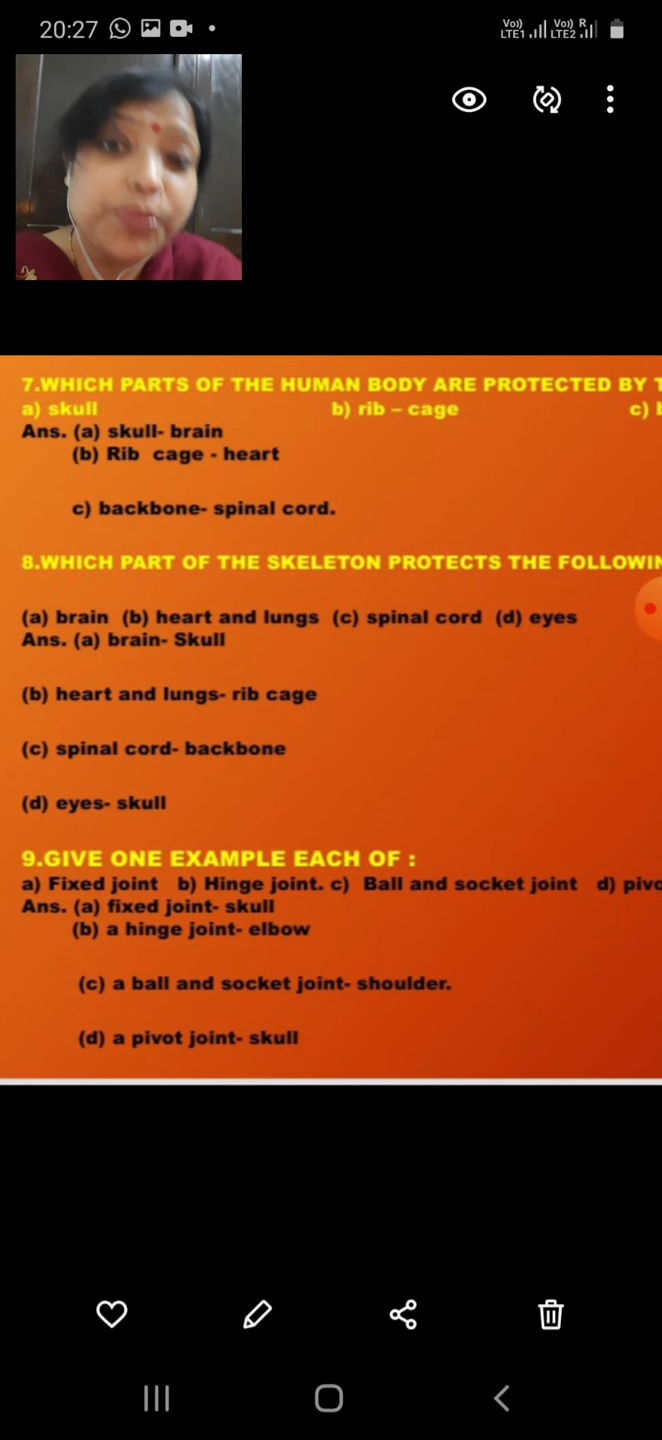 20:27
Vo)) LTE1 Vo)) R LTE2
7.WHICH PARTS OF THE HUMAN BODY ARE PROTECTED BY
a) skull b) rib – cage c)
Ans. (a) skull- brain
(b) Rib cage - heart
c) backbone- spinal cord.
8.WHICH PART OF THE SKELETON PROTECTS THE
(a) brain (b) heart and lungs (c) spinal cord (d) eyes
Ans. (a) brain- Skull
(b) heart and lungs- rib cage
(c) spinal cord- backbone
(d) eyes- skull
9.GIVE ONE EXAMPLE EACH OF :
a) Fixed joint b) Hinge joint. c) Ball and socket joint d)
Ans. (a) fixed joint- skull
(b) a hinge joint- elbow
(c) a ball and socket joint- shoulder.
(d) a pivot joint- skull